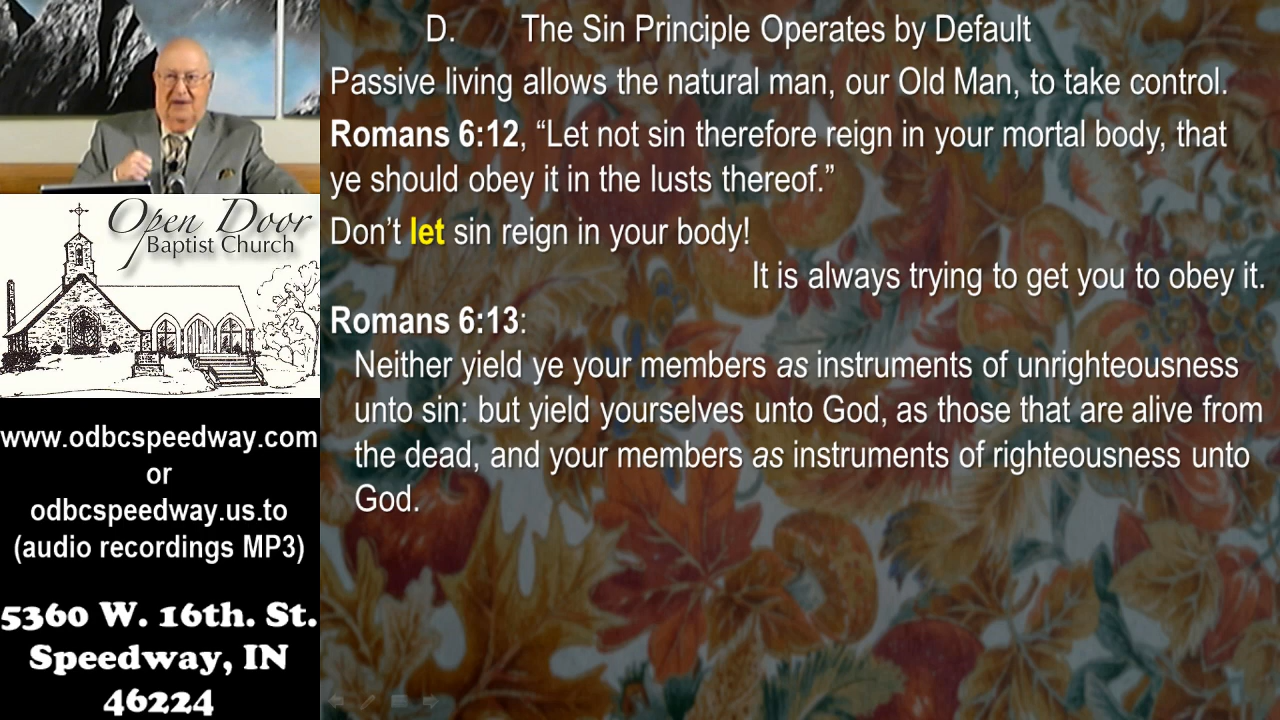 D. The Sin Principle Operates by Default
Passive living allows the natural man, our Old Man, to take control.
Romans 6:12, “Let not sin therefore reign in your mortal body, that
ye should obey it in the lusts thereof.”
Don’t let sin reign in your body!
It is always trying to get you to obey it.
Romans 6:13:
Neither yield ye your members as instruments of unrighteousness
unto sin: but yield yourselves unto God, as those that are alive from
the dead, and your members as instruments of righteousness unto
God.
Open Door
Baptist Church
www.odbcspeedway.com
or
odbcspeedway.us.to
(audio recordings MP3)
5360 W. 16th. St.
Speedway, IN
46224